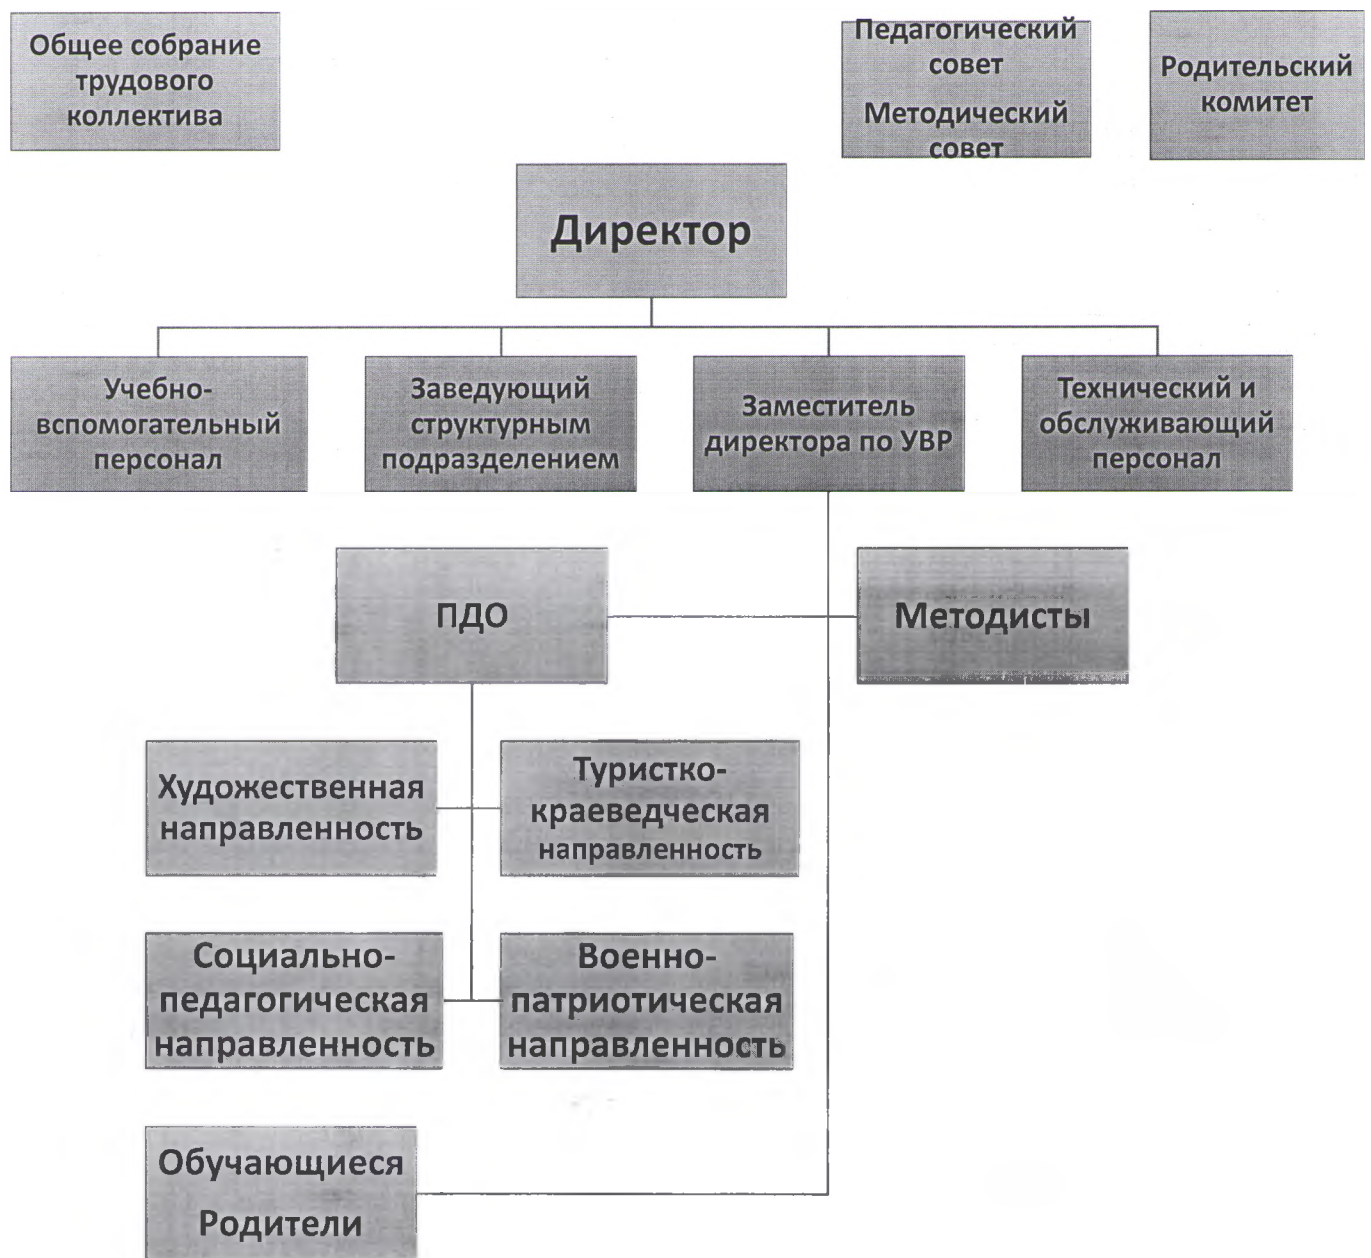 Общее собрание
трудового
коллектива
Педагогический
совет
Методический
совет
Родительский
комитет
Директор
Учебно-
вспомогательный
персонал
Заведующий
структурным
подразделением
Заместитель
директора по УВР
Технический и
обслуживающий
персонал
ПДО
Методисты
Художественная
направленность
Туристко-
краеведческая
направленность
Социально-
педагогическая
направленность
Военно-
патриотическая
направленность
Обучающиеся
Родители